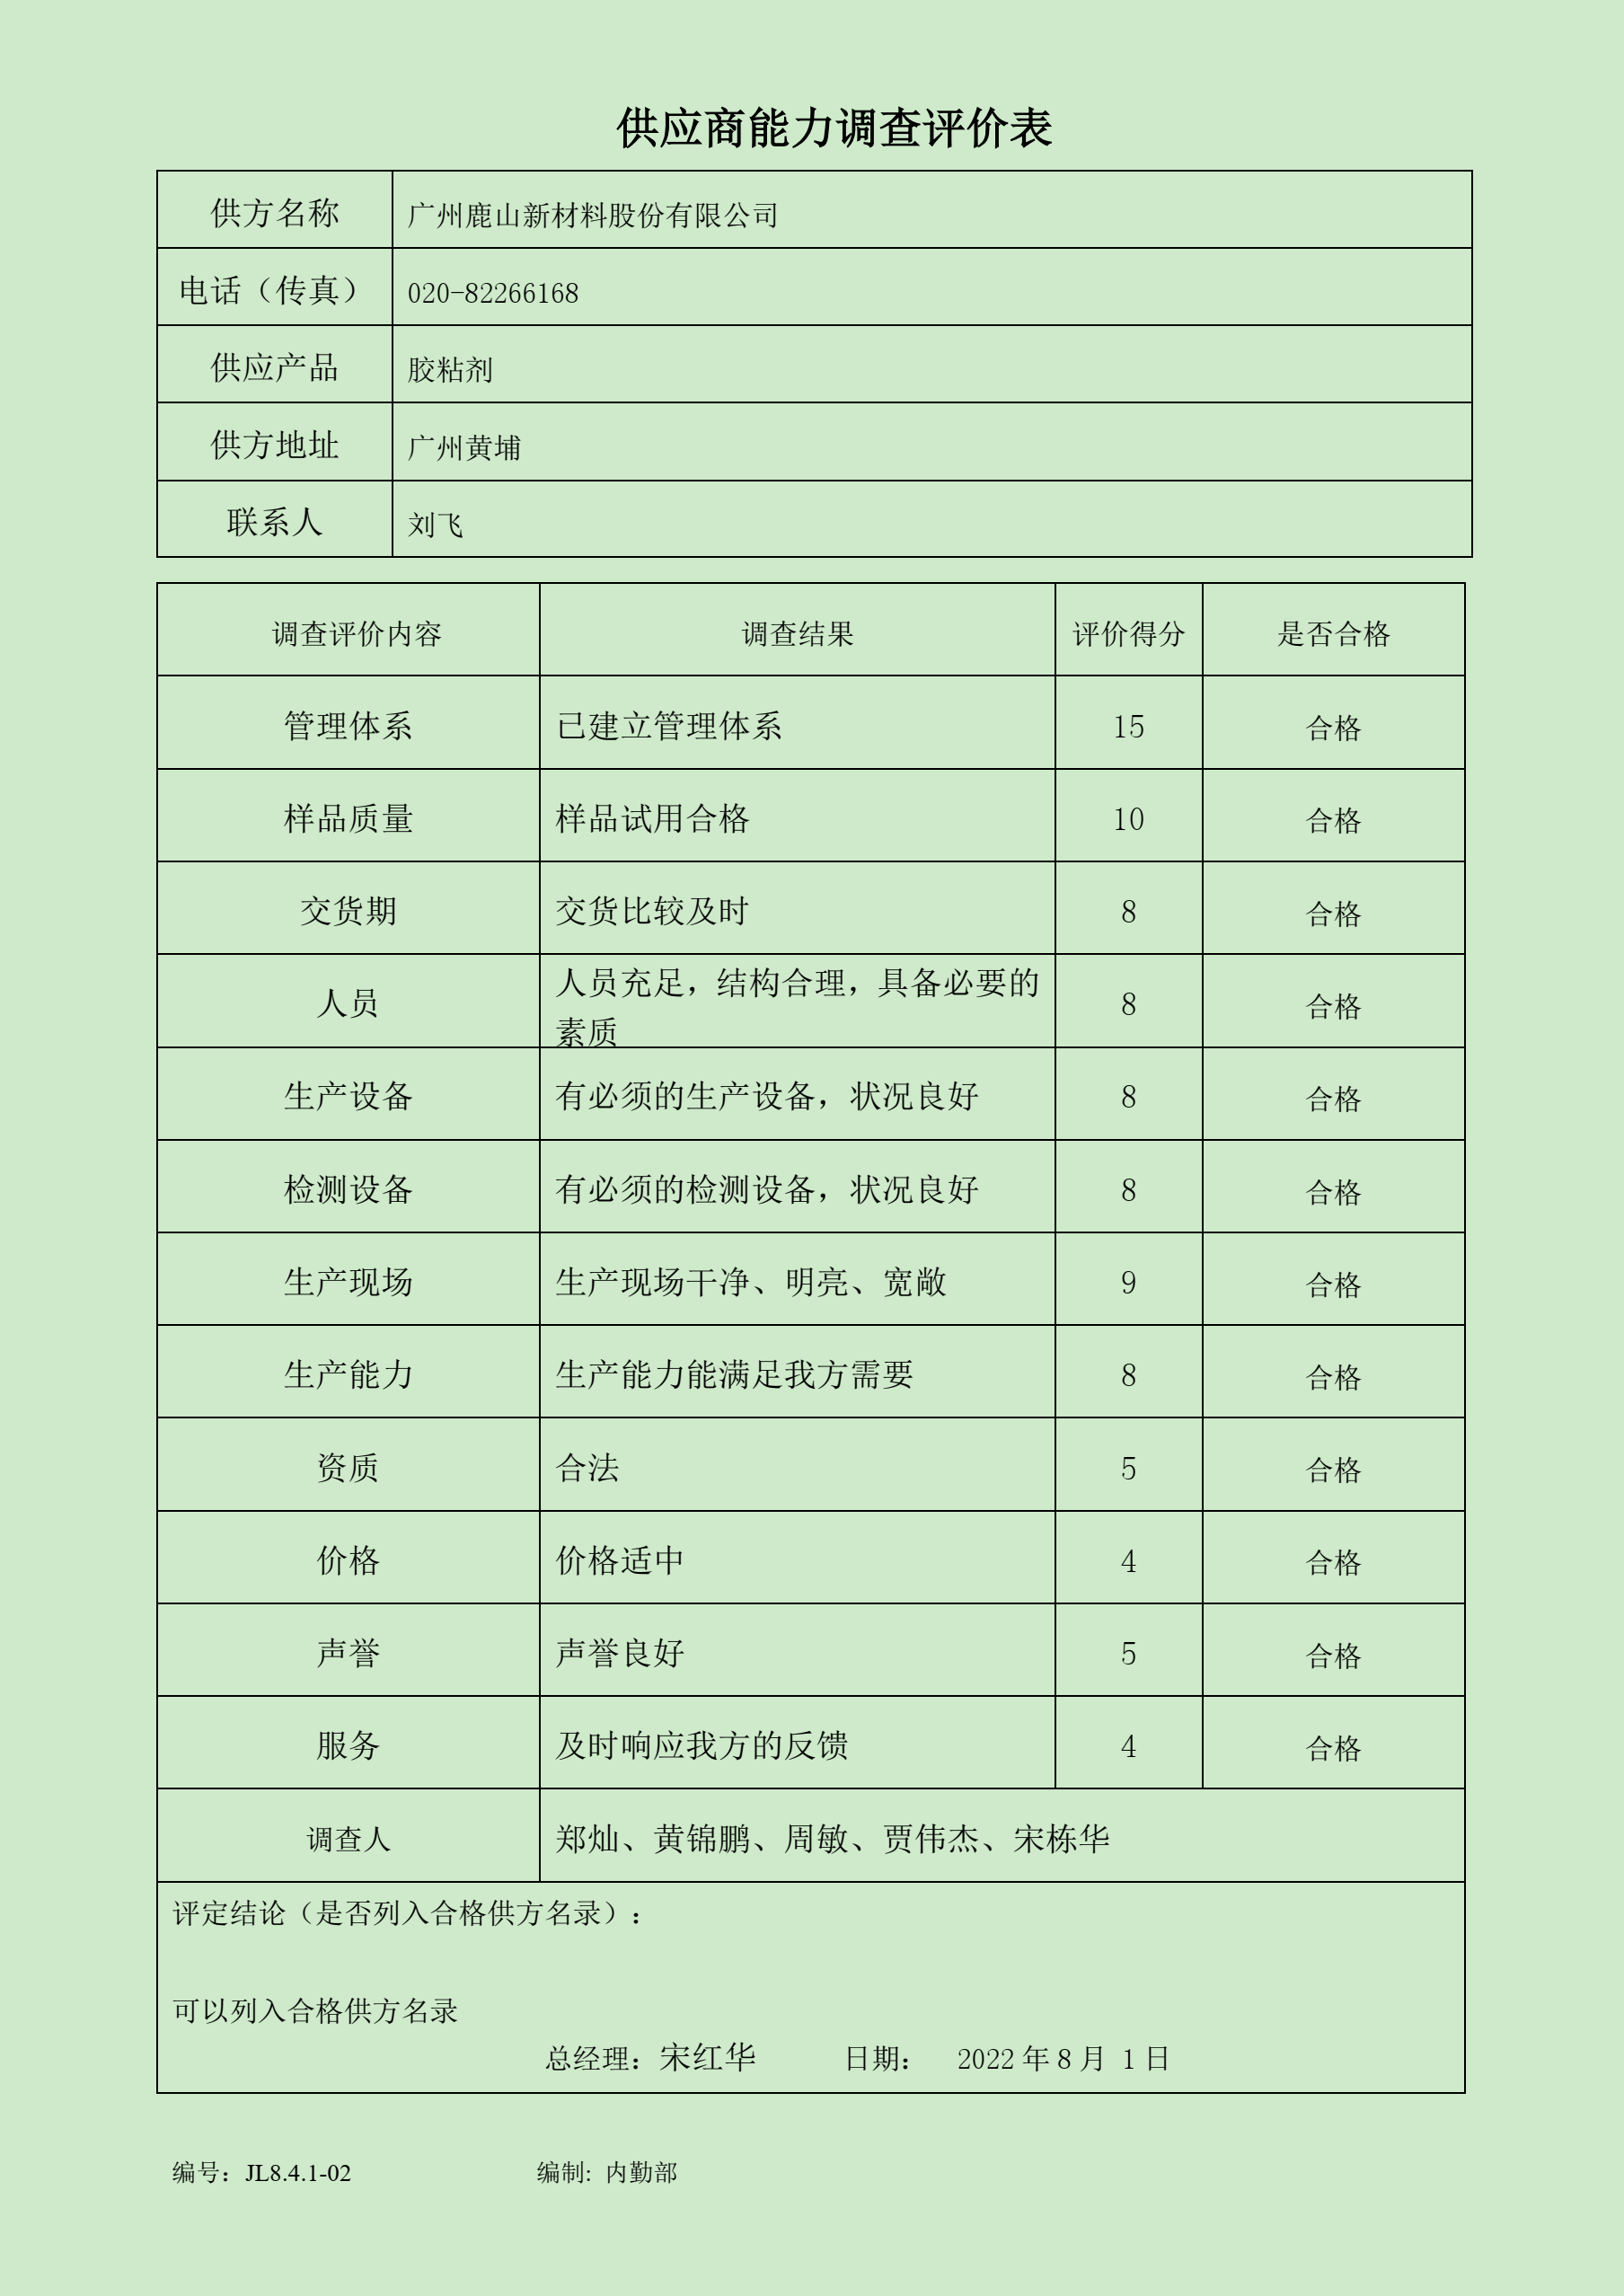 供应商能力调查评价表
供方名称 广州鹿山新材料股份有限公司
电话（传真） 020-82266168
供应产品 胶粘剂
供方地址 广州黄埔
联系人 刘飞
调查评价内容 调查结果 评价得分 是否合格
管理体系 已建立管理体系 15 合格
样品质量 样品试用合格 10 合格
交货期 交货比较及时 8 合格
人员 人员充足，结构合理，具备必要的 8 合格
素质
生产设备 有必须的生产设备，状况良好 8 合格
检测设备 有必须的检测设备，状况良好 8 合格
生产现场 生产现场干净、明亮、宽敞 9 合格
生产能力 生产能力能满足我方需要 8 合格
资质 合法 5 合格
价格 价格适中 4 合格
声誉 声誉良好 5 合格
服务 及时响应我方的反馈 4 合格
调查人 郑灿、黄锦鹏、周敏、贾伟杰、宋栋华
评定结论（是否列入合格供方名录）：
可以列入合格供方名录
总经理：宋红华 日期： 2022 年 8 月 1 日
编号：JL8.4.1-02 编制: 内勤部